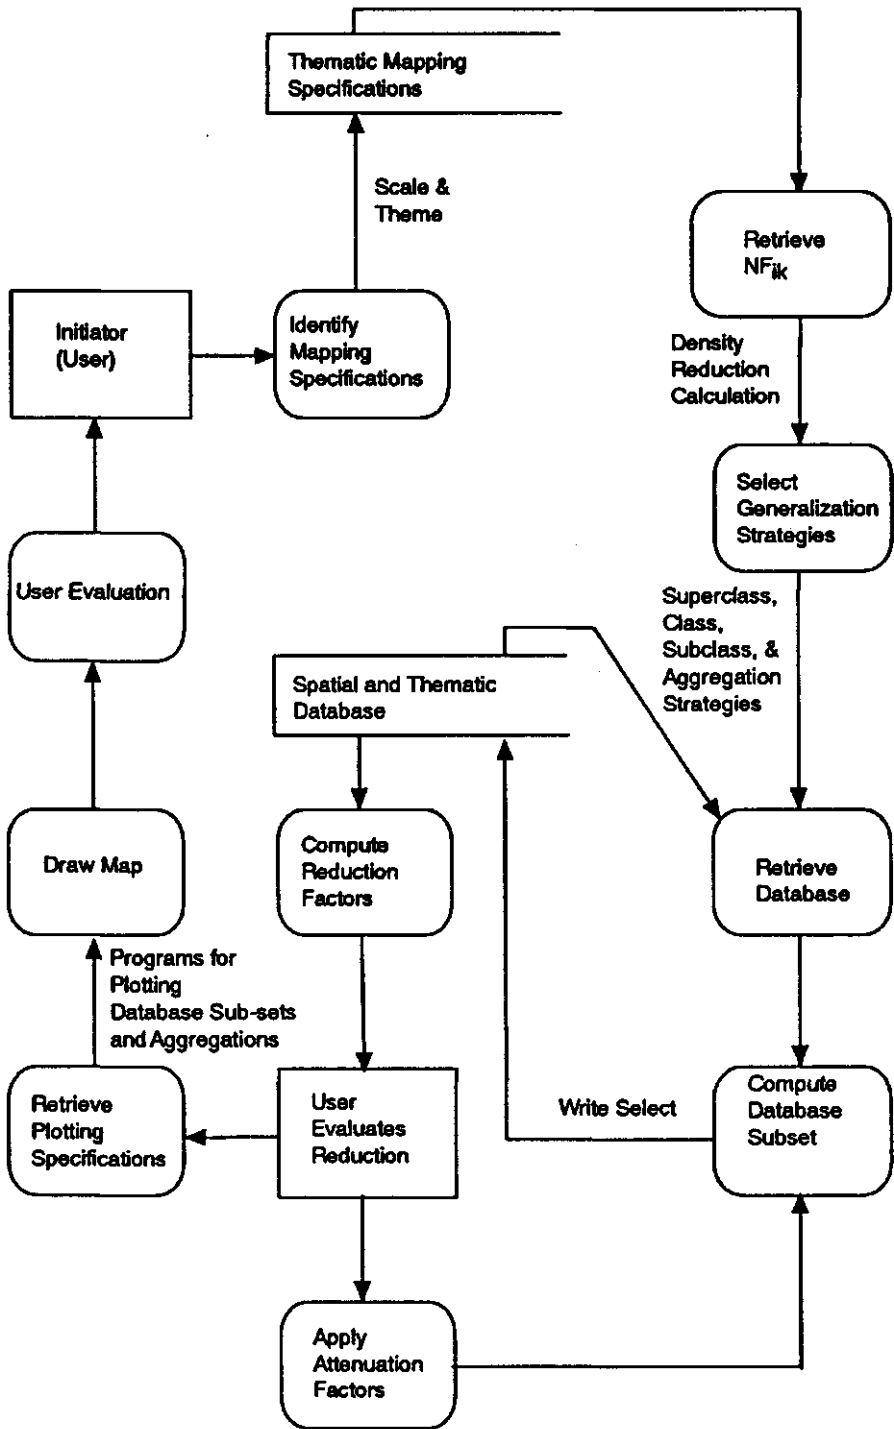 Thematic Mapping
Specifications
Scale &
Theme
Retrieve
NFik
Initiator
(User)
Identify
Mapping
Specifications
Density
Reduction
Calculation
Select
Generalization
Strategies
User Evaluation
Superclass,
Class,
Subclass, &
Aggregation
Strategies
Spatial and Thematic
Database
Draw Map
Compute
Reduction
Factors
Retrieve
Database
Programs for
Plotting
Database Sub-sets
and Aggregations
Retrieve
Plotting
Specifications
User
Evaluates
Reduction
Write Select
Compute
Database
Subset
Apply
Attenuation
Factors